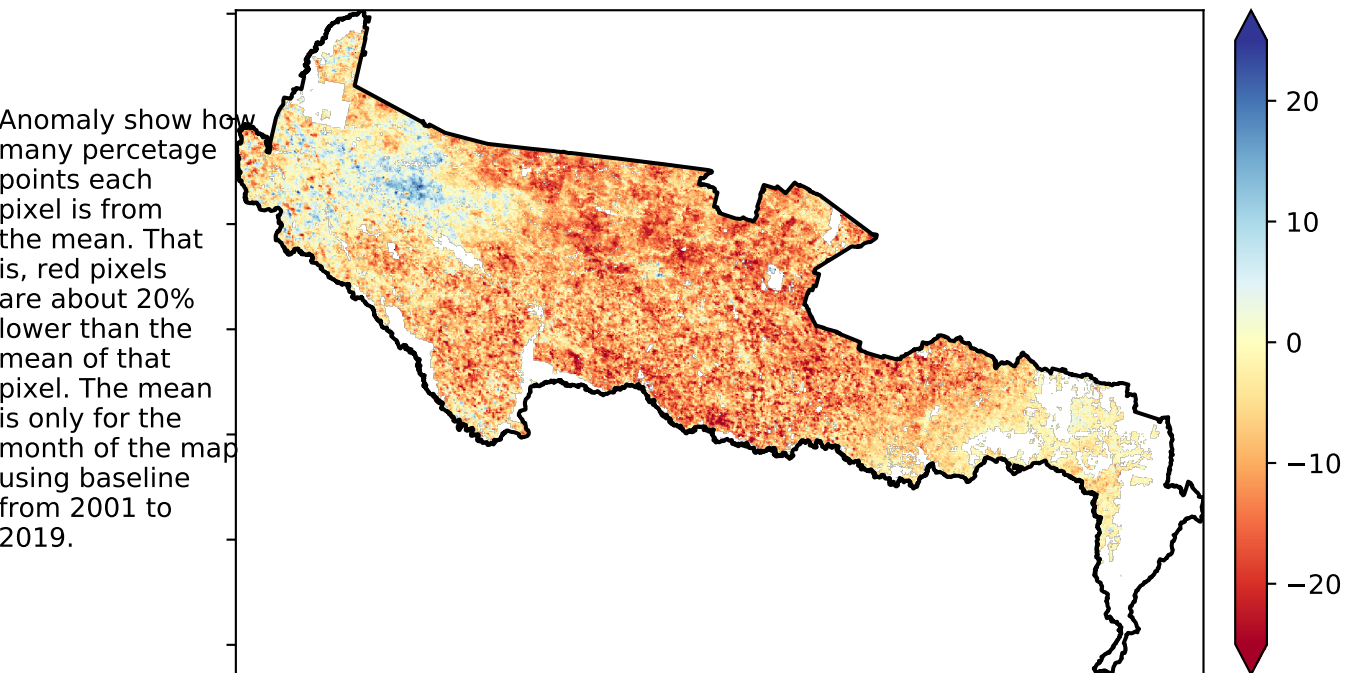 Anomaly show how
many percetage
points each
pixel is from
the mean. That
is, red pixels
are about 20%
lower than the
mean of that
pixel. The mean
is only for the
month of the map
using baseline
from 2001 to
2019.
20
10
0
−10
−20